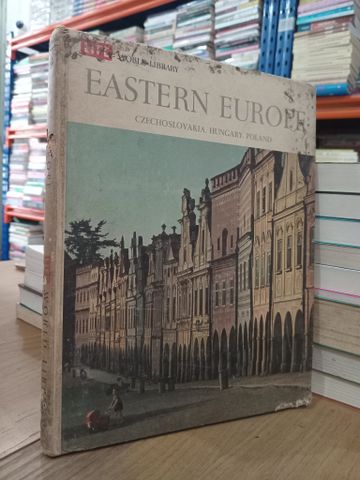 LIFE WORLD LIBRARY
EASTERN EUROPE
CZECHOSLOVAKIA, HUNGARY, POLAND